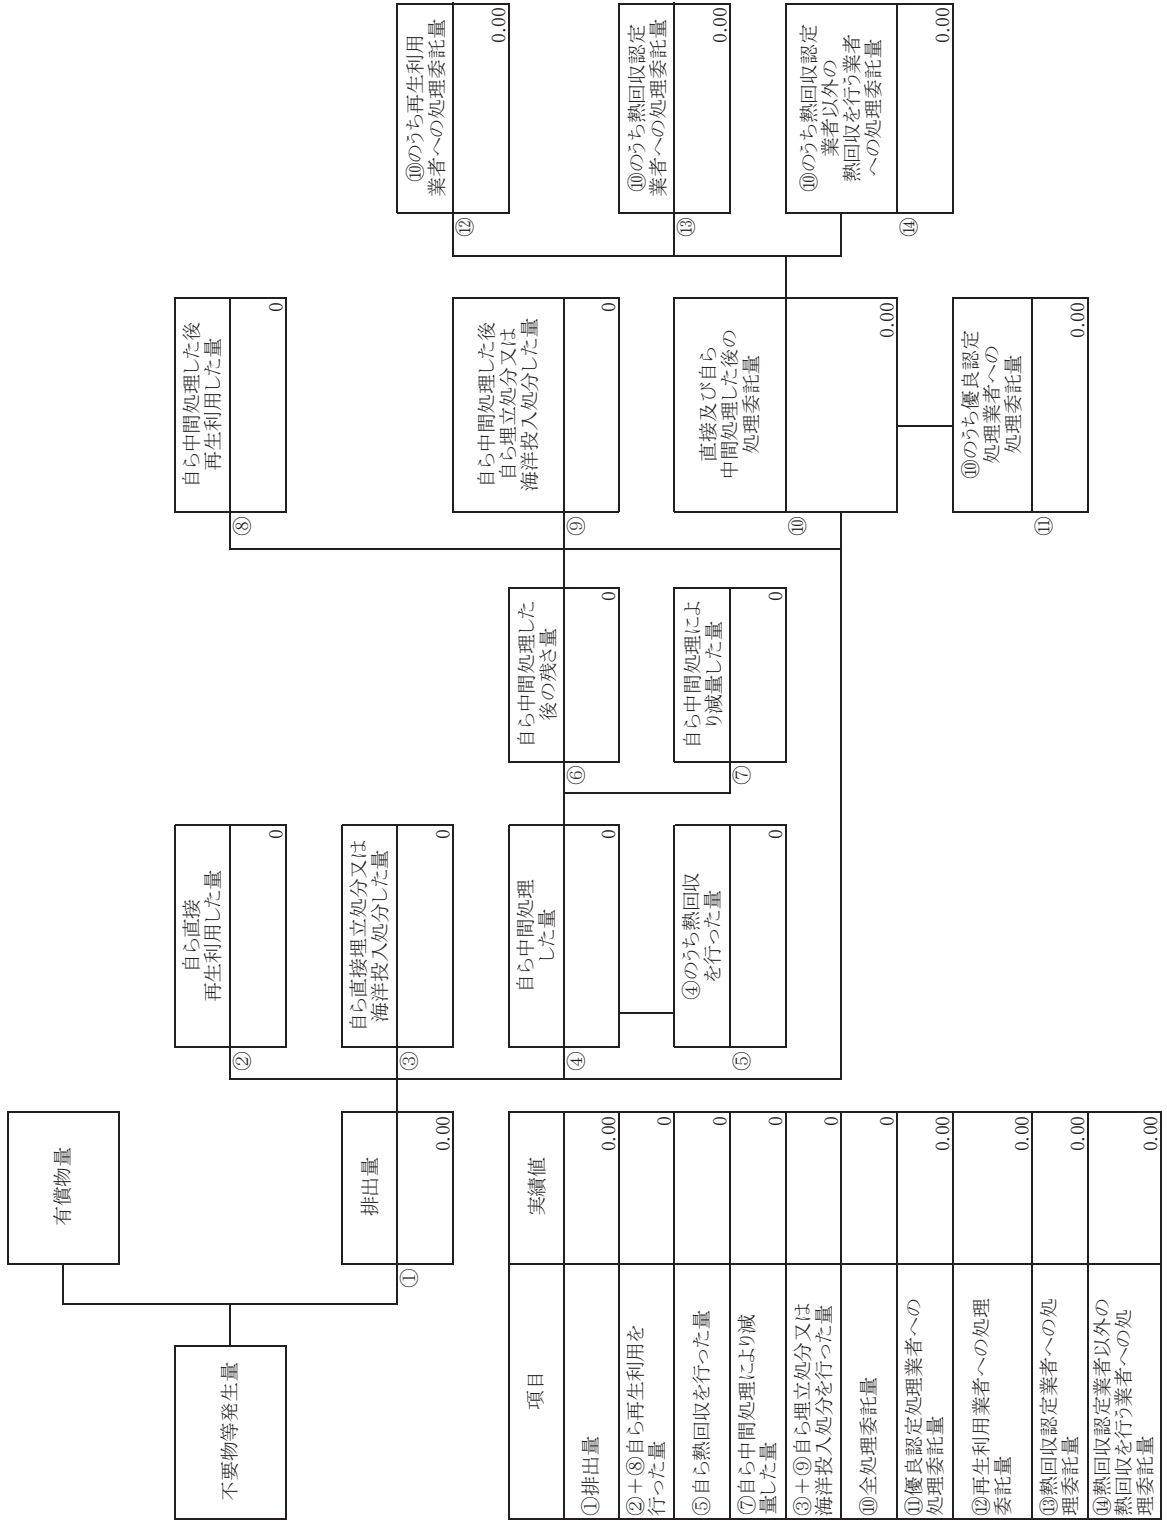 不要物等発生量
有償物量
排出量
①
0.00
自ら直接
再生利用した量
②
0
自ら直接埋立処分又は
海洋投入処分した量
③
0
自ら中間処理
した量
④
0
④のうち熱回収
を行った量
⑤
0
自ら中間処理した
後の残さ量
⑥
0
自ら中間処理によ
り減量した量
⑦
0
自ら中間処理した後
再生利用した量
⑧
0
自ら中間処理した後
自ら埋立処分又は
海洋投入処分した量
⑨
0
直接及び自ら
中間処理した後の
処理委託量
⑩
0.00
⑩のうち優良認定
処理業者への
処理委託量
⑪
0.00
⑩のうち再生利用
業者への処理委託量
⑫
0.00
⑩のうち熱回収認定
業者への処理委託量
⑬
0.00
⑩のうち熱回収認定
業者以外の
熱回収を行う業者
への処理委託量
⑭
0.00
項目 実績値
①排出量 0.00
②+⑧自ら再生利用を
行った量 0
⑤自ら熱回収を行った量 0
⑦自ら中間処理により減
量した量 0
③+⑨自ら埋立処分又は
海洋投入処分を行った量 0
⑩全処理委託量 0
⑪優良認定処理業者への
処理委託量 0.00
⑫再生利用業者への処理
委託量 0.00
⑬熱回収認定業者への処
理委託量 0.00
⑭熱回収認定業者以外の
熱回収を行う業者への処
理委託量 0.00